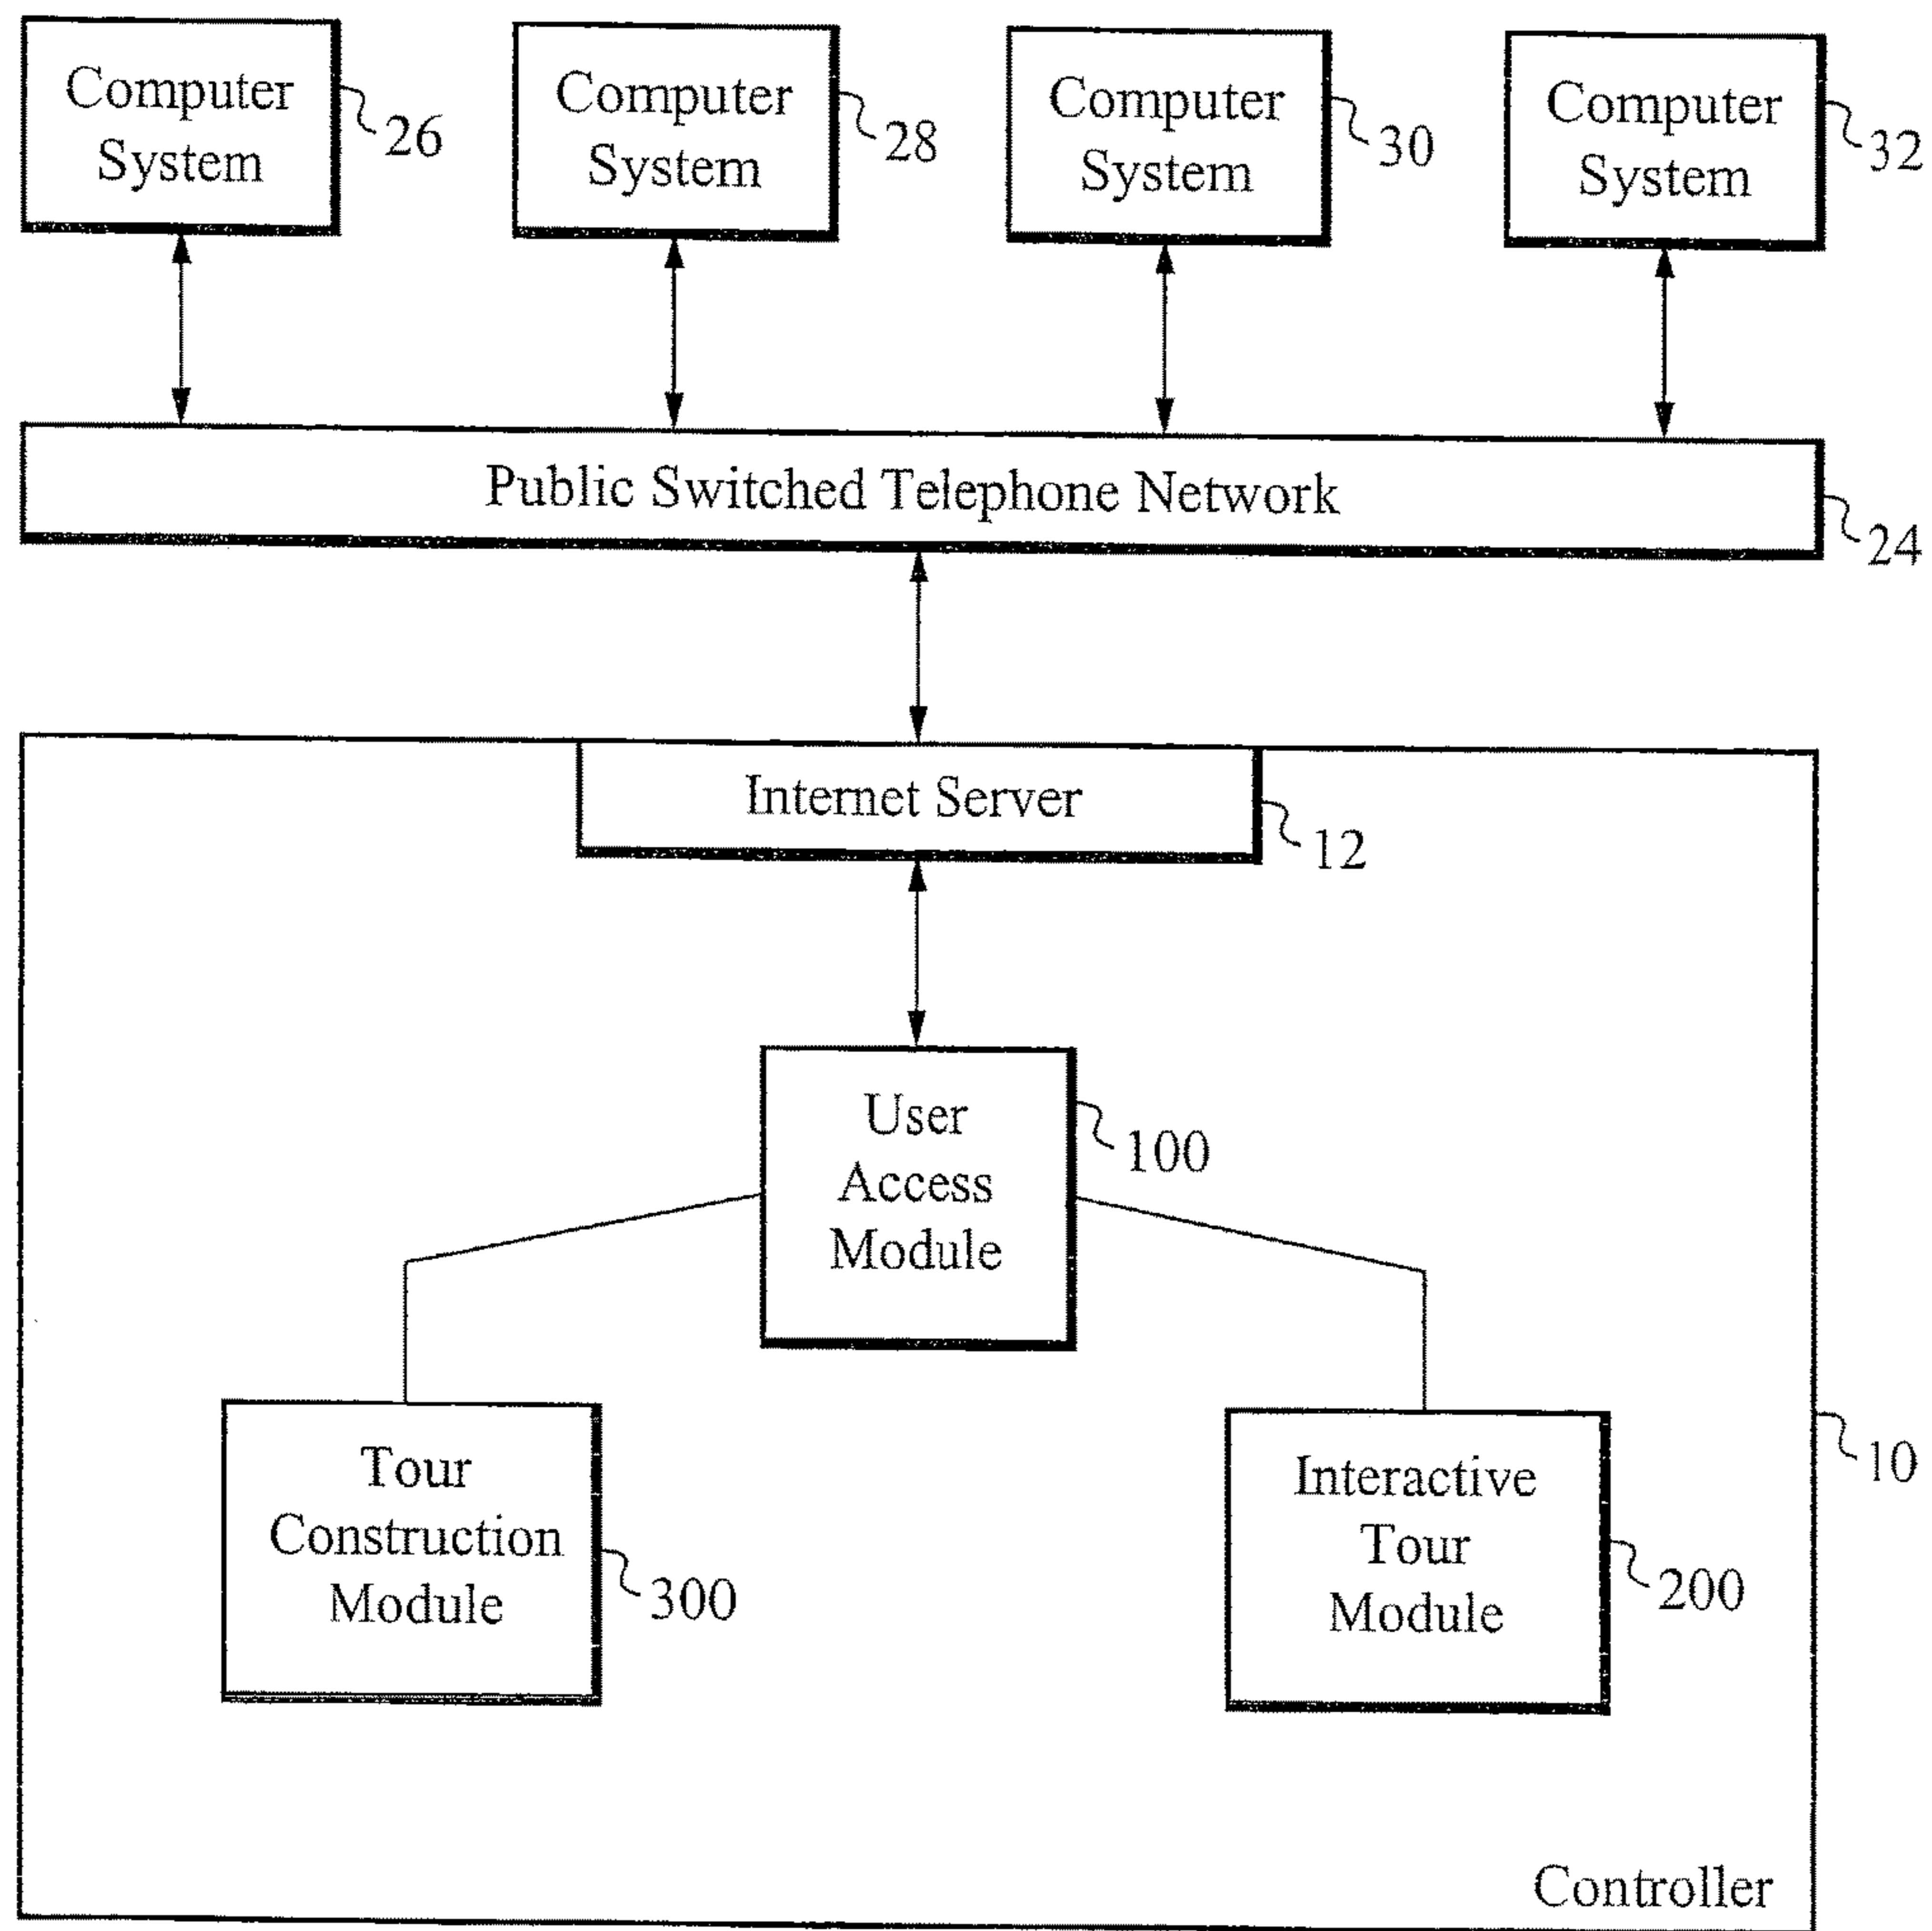 Computer
System
26
Computer
System
28
Computer
System
30
Computer
System
32
Public Switched Telephone Network
24
Internet Server
12
User
Access
Module
100
Tour
Construction
Module
300
Interactive
Tour
Module
200
10
Controller